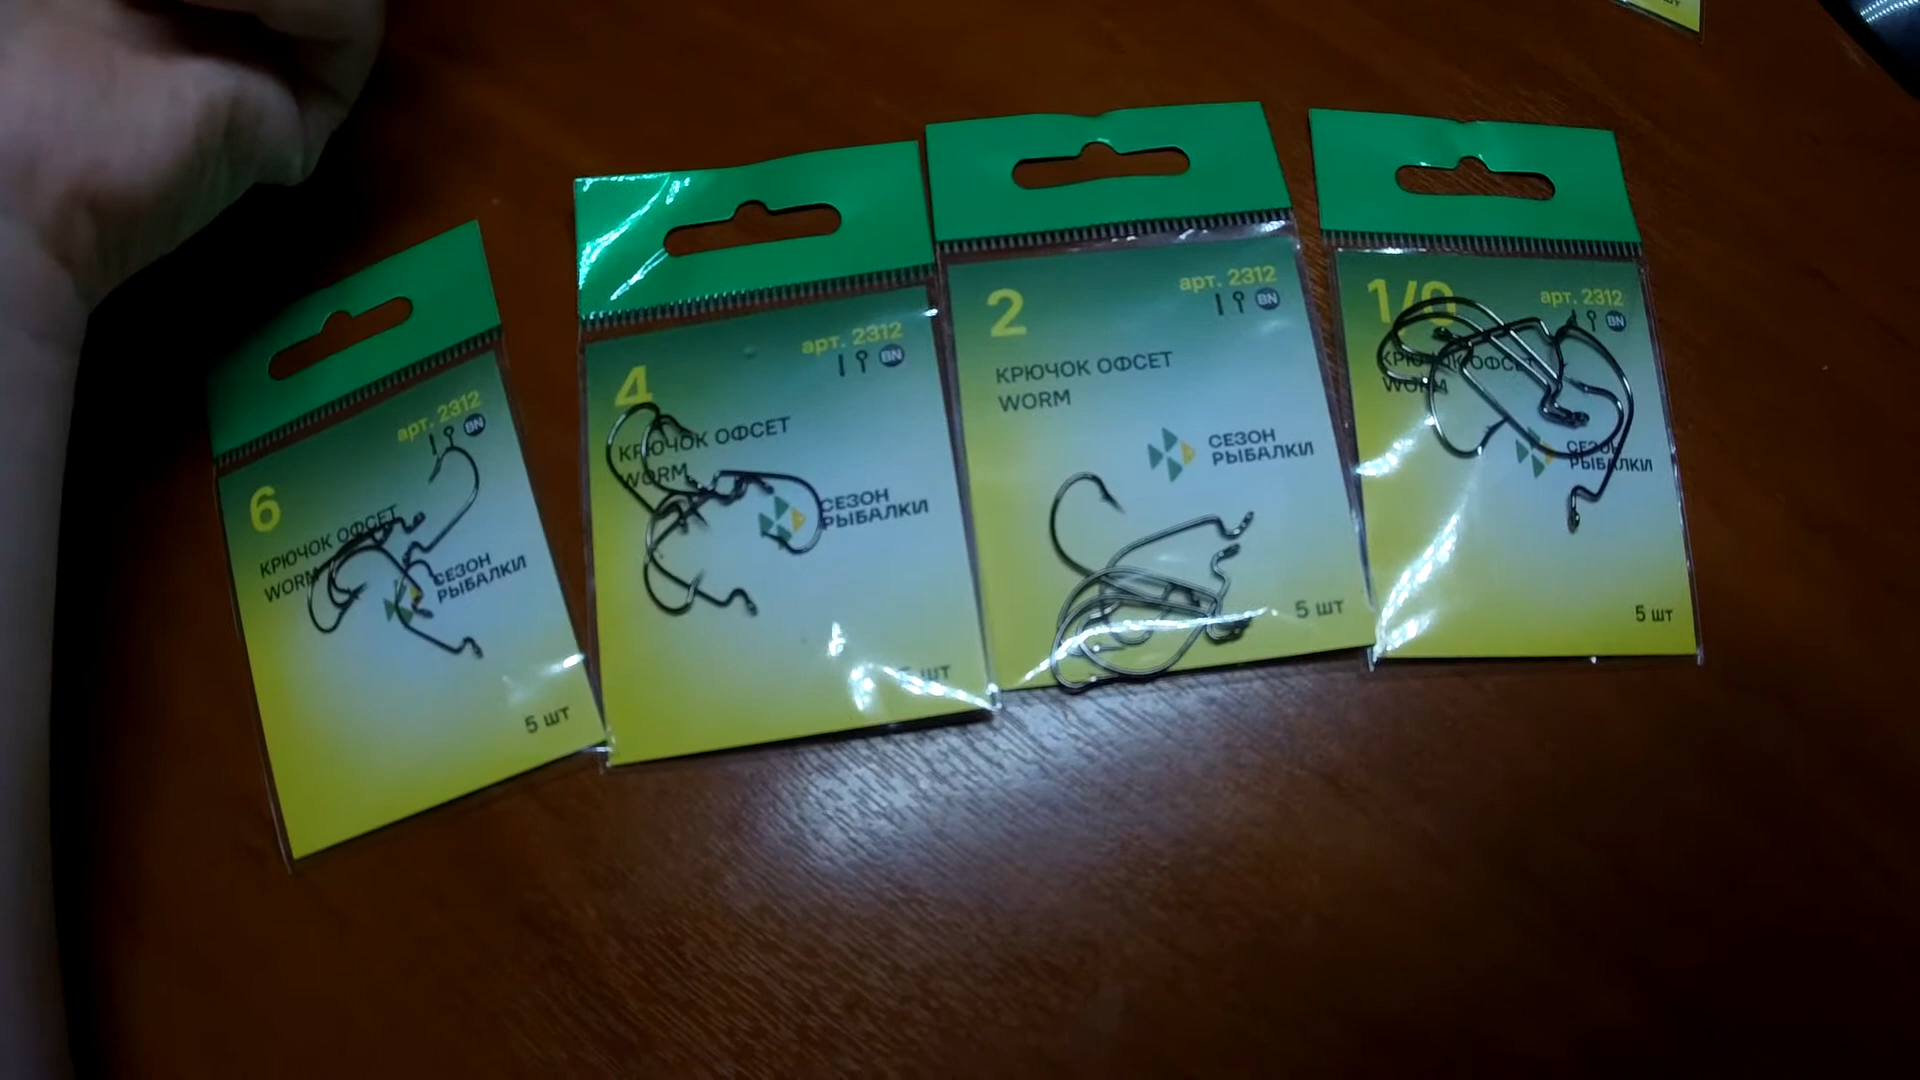 6
арт. 2312
BN
КРЮЧОК ОФСЕТ
WORM
СЕЗОН
РЫБАЛКИ
5 шт
4
арт. 2312
BN
КРЮЧОК ОФСЕТ
WORM
СЕЗОН
РЫБАЛКИ
шт
2
арт. 2312
BN
КРЮЧОК ОФСЕТ
WORM
СЕЗОН
РЫБАЛКИ
5 шт
1/0
арт. 2312
BN
КРЮЧОК ОФСЕТ
WORM
СЕЗОН
РЫБАЛКИ
5 шт